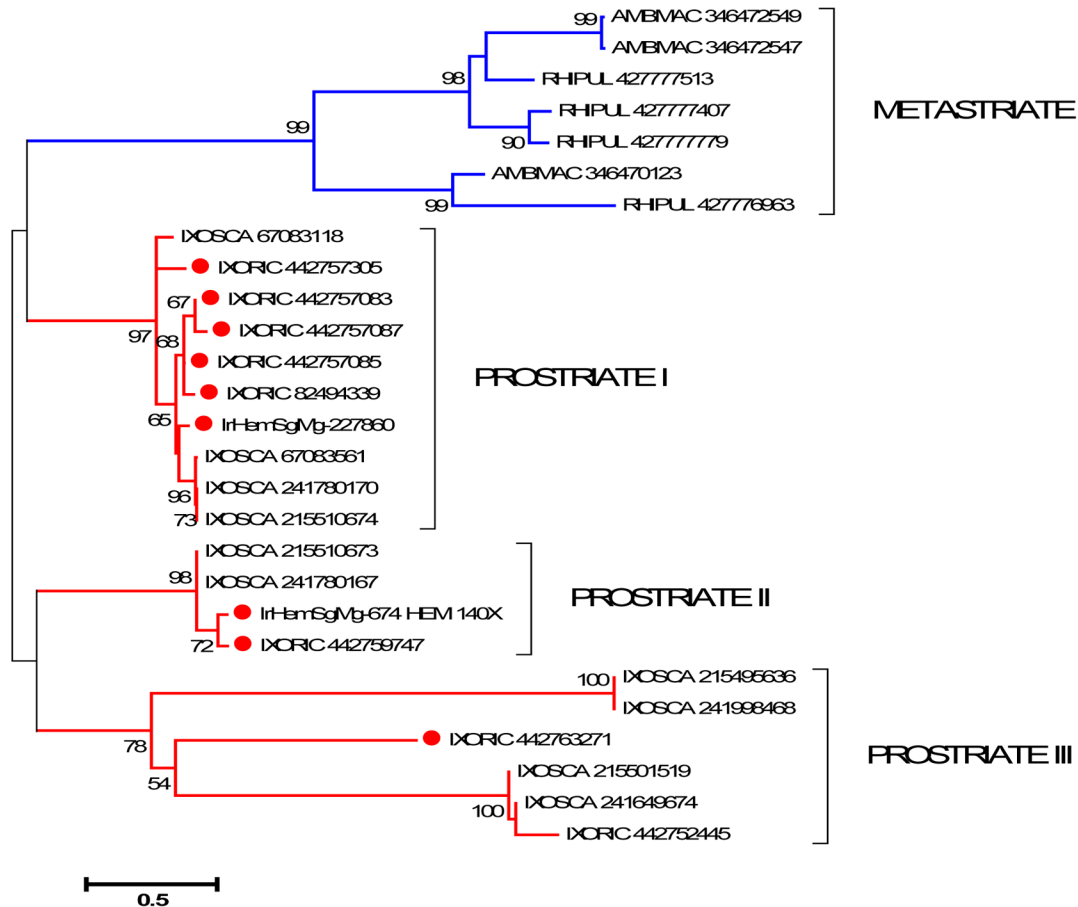 99
AMBMAC 346472549
AMBMAC 346472547
98
RHIPUL 427777513
METASTRIATE
RHIPUL 427777407
99
90
RHIPUL 427777779
AMBMAC 346470123
99
RHIPUL 427776963
IXOSCA 67083118
IXORIC 442757305
67
IXORIC 442757083
97
68
IXORIC 442757087
IXORIC 442757085
PROSTRIATE I
IXORIC 82494339
65
IrHemSgMg-227860
IXOSCA 67083561
96
IXOSCA 241780170
73
IXOSCA 215510674
IXOSCA 215510673
98
IXOSCA 241780167
PROSTRIATE II
IrHemSgMg-674 HEM 140X
72
IXORIC 442759747
100
IXOSCA 215495636
IXOSCA 241998468
78
IXORIC 442763271
PROSTRIATE III
54
IXOSCA 215501519
100
IXOSCA 241649674
IXORIC 442752445
0.5